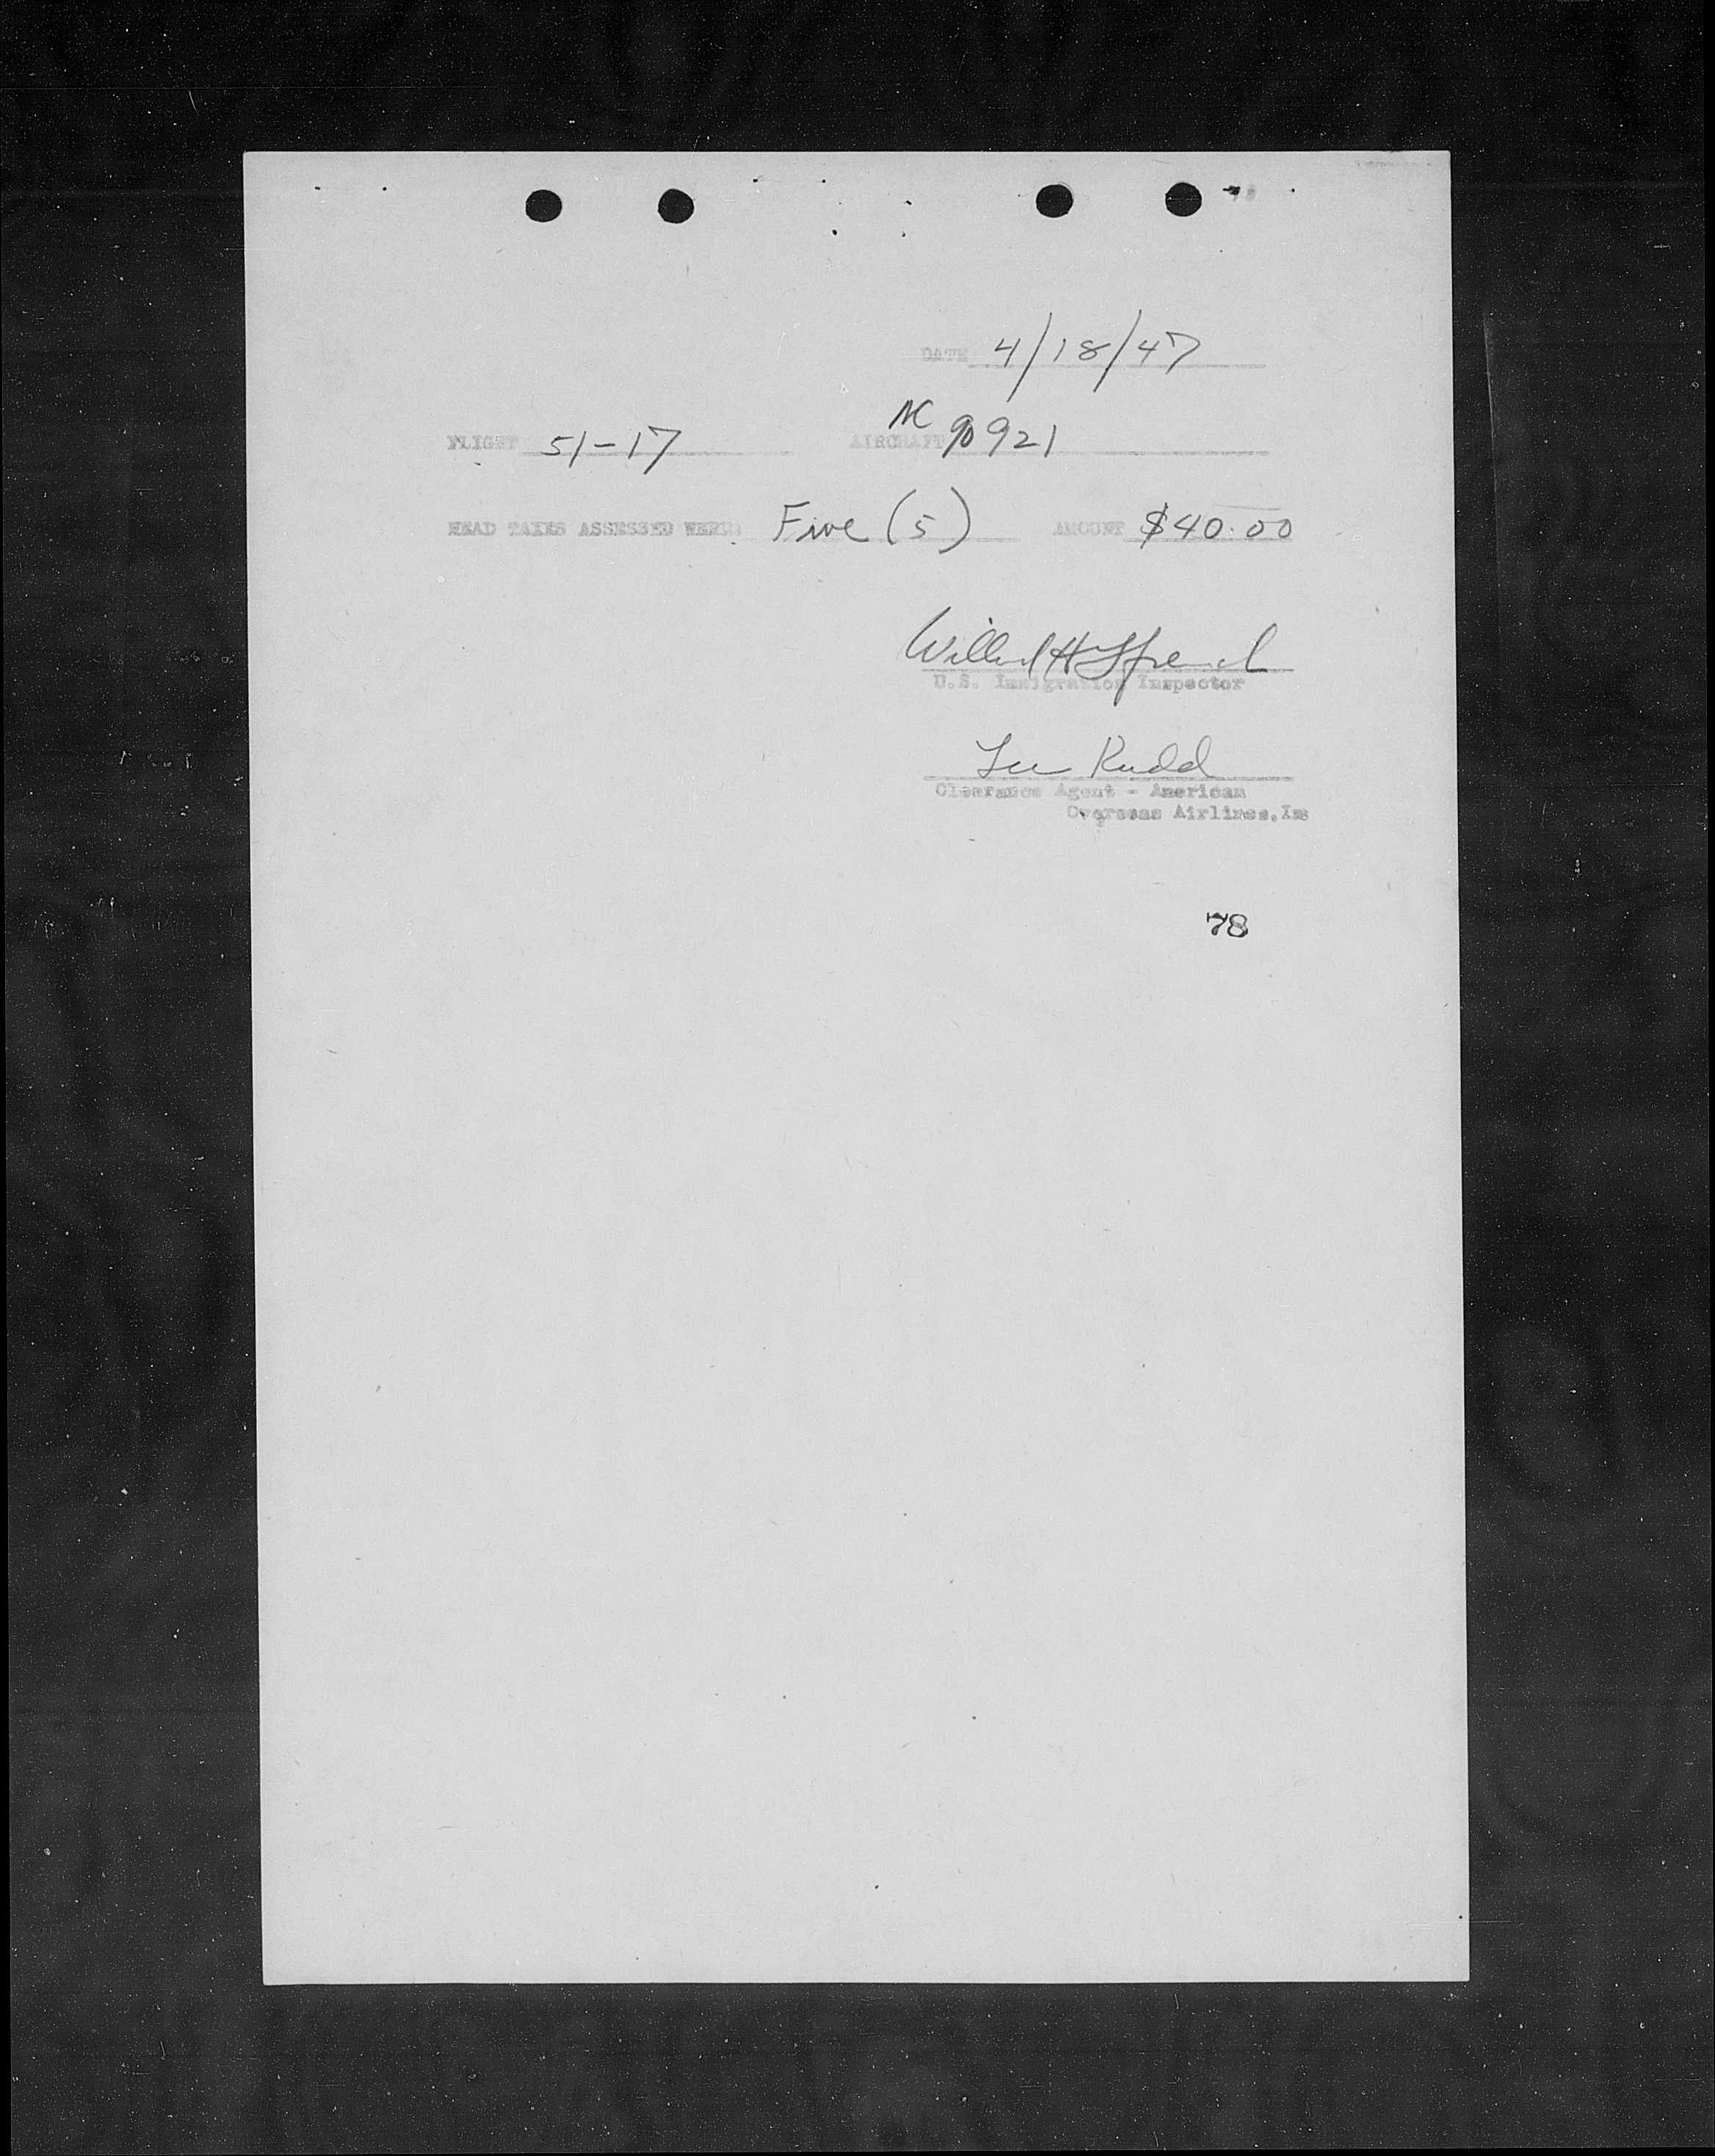 DATE 4/18/47
NC
FLIGHT 51-17 AIRCRAFT 90921
HEAD TAXES ASSESSED WERE: Five (5) AMOUNT $40.00
U.S. Immigration Inspector
Lee Rudd
Clearance Agent - American
Overseas Airlines, Inc
78